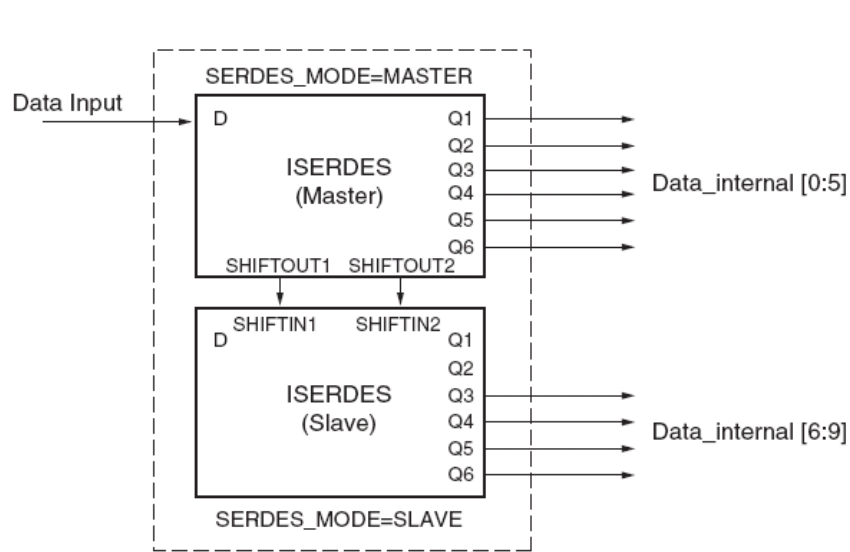 SERDES_MODE=MASTER
Data Input
D
Q1
Q2
ISERDES
(Master)
Q3
Q4
Q5
Q6
Data_internal [0:5]
SHIFTOUT1 SHIFTOUT2
SHIFTIN1 SHIFTIN2
D
Q1
Q2
ISERDES
(Slave)
Q3
Q4
Q5
Q6
Data_internal [6:9]
SERDES_MODE=SLAVE